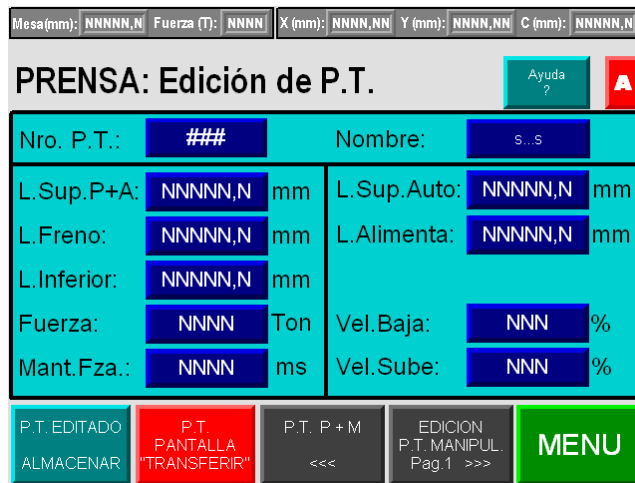 Mesa(mm): NNNNN,N Fuerza (T): NNNN X (mm): NNNN,NN Y (mm): NNNN,NN C (mm): NNNNN,N
PRENSA: Edición de P.T.
Ayuda
?
A
Nro. P.T.: ### Nombre: s...s
L.Sup.P+A: NNNNN,N mm L.Sup.Auto: NNNNN,N mm
L.Freno: NNNNN,N mm L.Alimenta: NNNNN,N mm
L.Inferior: NNNNN,N mm
Fuerza: NNNN Ton Vel.Baja: NNN %
Mant.Fza.: NNNN ms Vel.Sube: NNN %
P.T. EDITADO
ALMACENAR
P.T.
PANTALLA
"TRANSFERIR"
P.T. P + M
<<<
EDICION
P.T. MANIPUL.
Pag.1 >>>
MENU